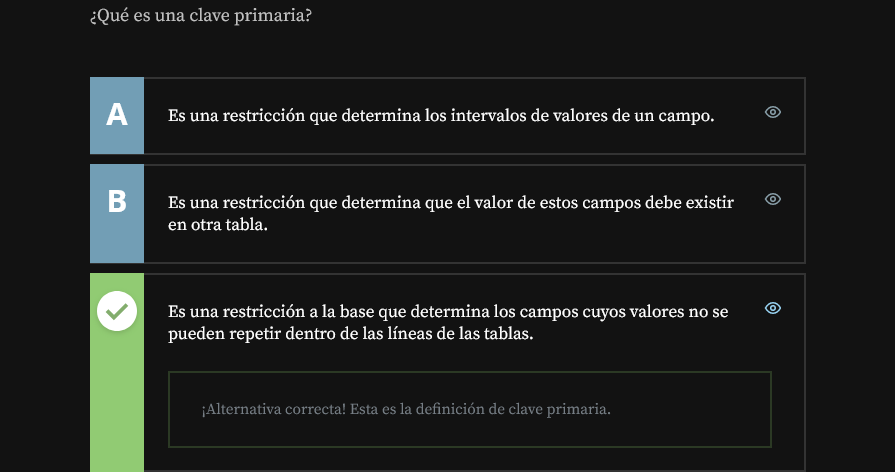 ¿Qué es una clave primaria?
A
Es una restricción que determina los intervalos de valores de un campo.
B
Es una restricción que determina que el valor de estos campos debe existir
en otra tabla.
Es una restricción a la base que determina los campos cuyos valores no se
pueden repetir dentro de las líneas de las tablas.
¡Alternativa correcta! Esta es la definición de clave primaria.